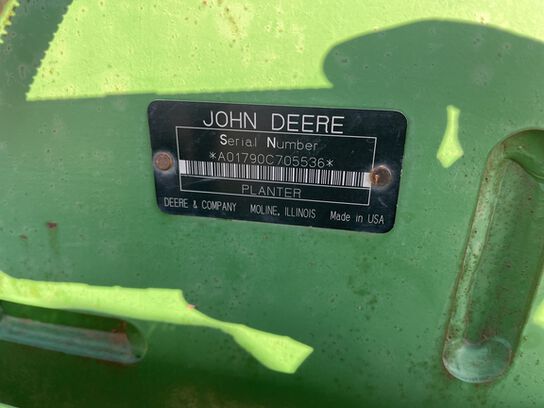 JOHN DEERE
Serial Number
*A01790C705536*
PLANTER
DEERE & COMPANY MOLINE, ILLINOIS Made in USA